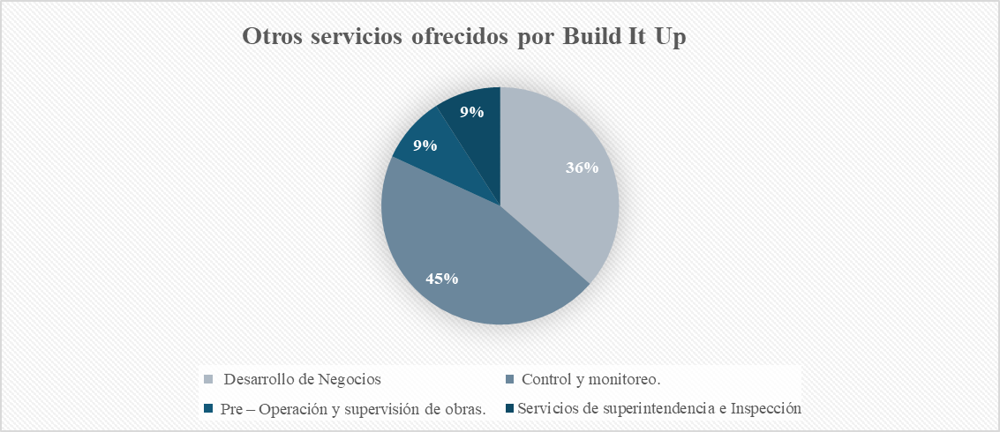 Otros servicios ofrecidos por Build It Up
9%
9%
36%
45%
Desarrollo de Negocios
Control y monitoreo.
Pre – Operación y supervisión de obras.
Servicios de superintendencia e Inspección